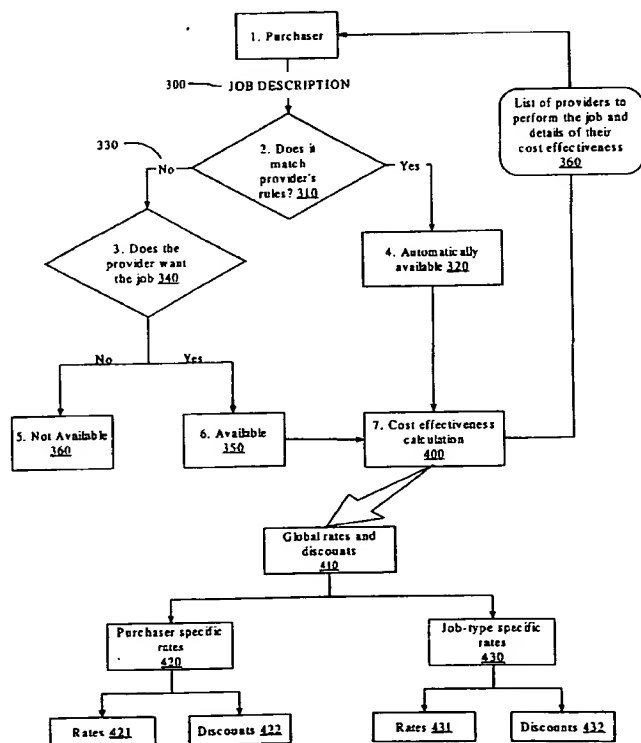 1. Purchaser
300
JOB DESCRIPTION
List of providers to
perform the job and
details of their
cost effectiveness
360
330
No
2. Does it
match
provider's
rules? 310
Yes
3. Does the
provider want
the job 340
4. Automatically
available 320
No
Yes
5. Not Available
360
6. Available
350
7. Cost effectiveness
calculation
400
Global rates and
discounts
410
Purchaser specific
rates
420
Job-type specific
rates
430
Rates 421
Discounts 422
Rates 431
Discounts 432